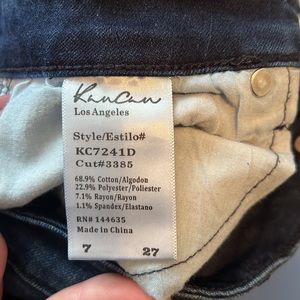 KanCan
Los Angeles
Style/Estilo#
KC7241D
Cut#3385
68.9% Cotton/Algodon
22.9% Polyester/Poliester
7.1% Rayon/Rayon
1.1% Spandex/Elastano
RN# 144635
Made in China
7 27